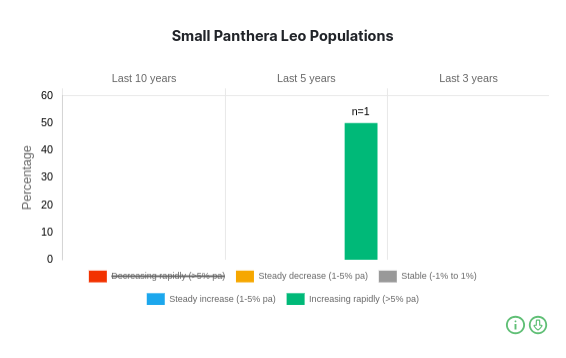 Small Panthera Leo Populations
Last 10 years Last 5 years Last 3 years
60
n=1
50
40
Percentage
30
20
10
0
Decreasing rapidly (>5% pa) Steady decrease (1-5% pa) Stable (-1% to 1%)
Steady increase (1-5% pa) Increasing rapidly (>5% pa)